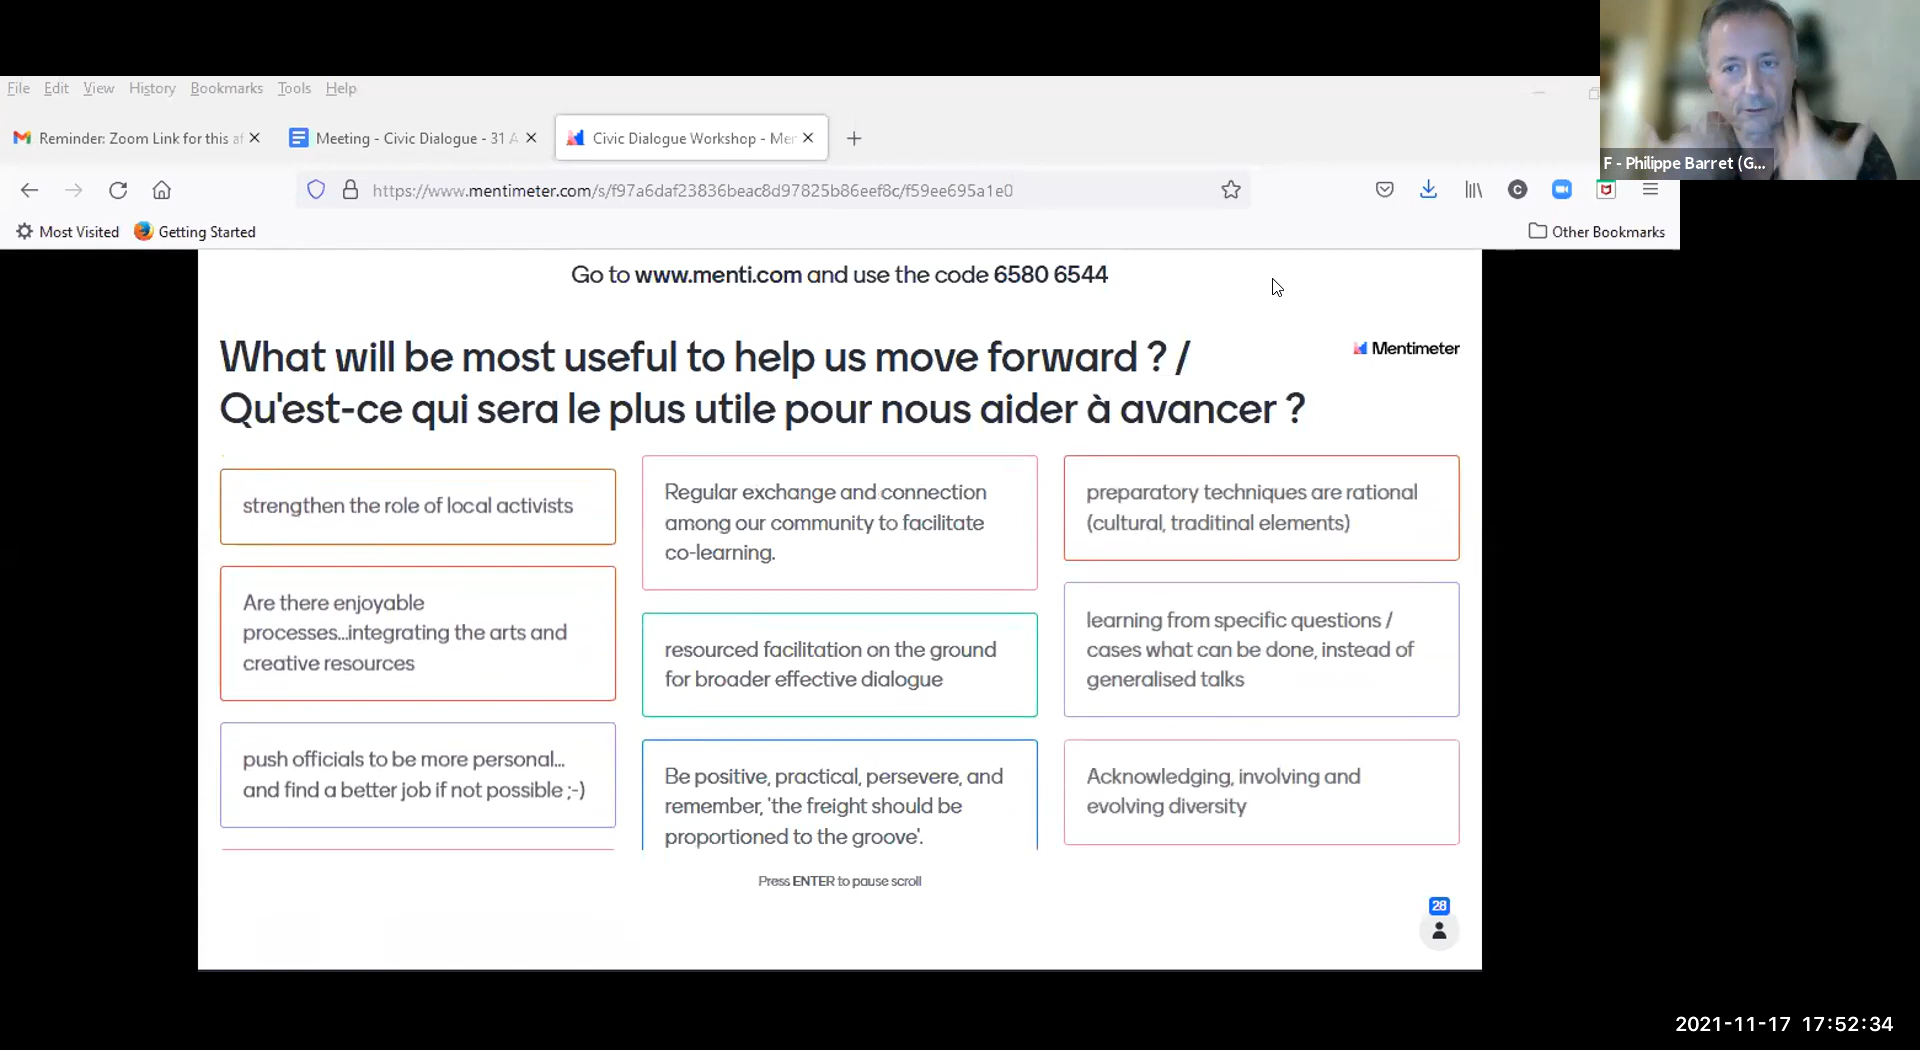 File Edit View History Bookmarks Tools Help
Reminder: Zoom Link for this af
Meeting - Civic Dialogue - 31 A
Civic Dialogue Workshop - Men
https://www.mentimeter.com/s/f97a6daf23836beac8d97825b86eef8c/f59ee695a1e0
Most Visited Getting Started
Other Bookmarks
F - Philippe Barret (G...
Go to www.menti.com and use the code 6580 6544
What will be most useful to help us move forward ? /
Qu'est-ce qui sera le plus utile pour nous aider à avancer ?
Mentimeter
strengthen the role of local activists
Are there enjoyable
processes...integrating the arts and
creative resources
push officials to be more personal...
and find a better job if not possible ;-)
Regular exchange and connection
among our community to facilitate
co-learning.
resourced facilitation on the ground
for broader effective dialogue
Be positive, practical, persevere, and
remember, 'the freight should be
proportioned to the groove'.
preparatory techniques are rational
(cultural, traditinal elements)
learning from specific questions /
cases what can be done, instead of
generalised talks
Acknowledging, involving and
evolving diversity
Press ENTER to pause scroll
28
2021-11-17 17:52:34